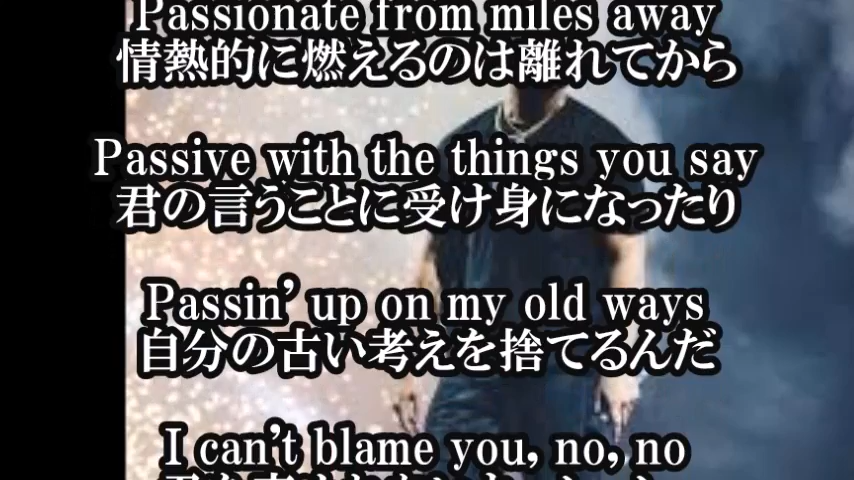 Passionate from miles away
情熱的に燃えるのは離れてから
Passive with the things you say
君の言うことに受け身になったり
Passin' up on my old ways
自分の古い考えを捨てるんだ
I can't blame you, no, no